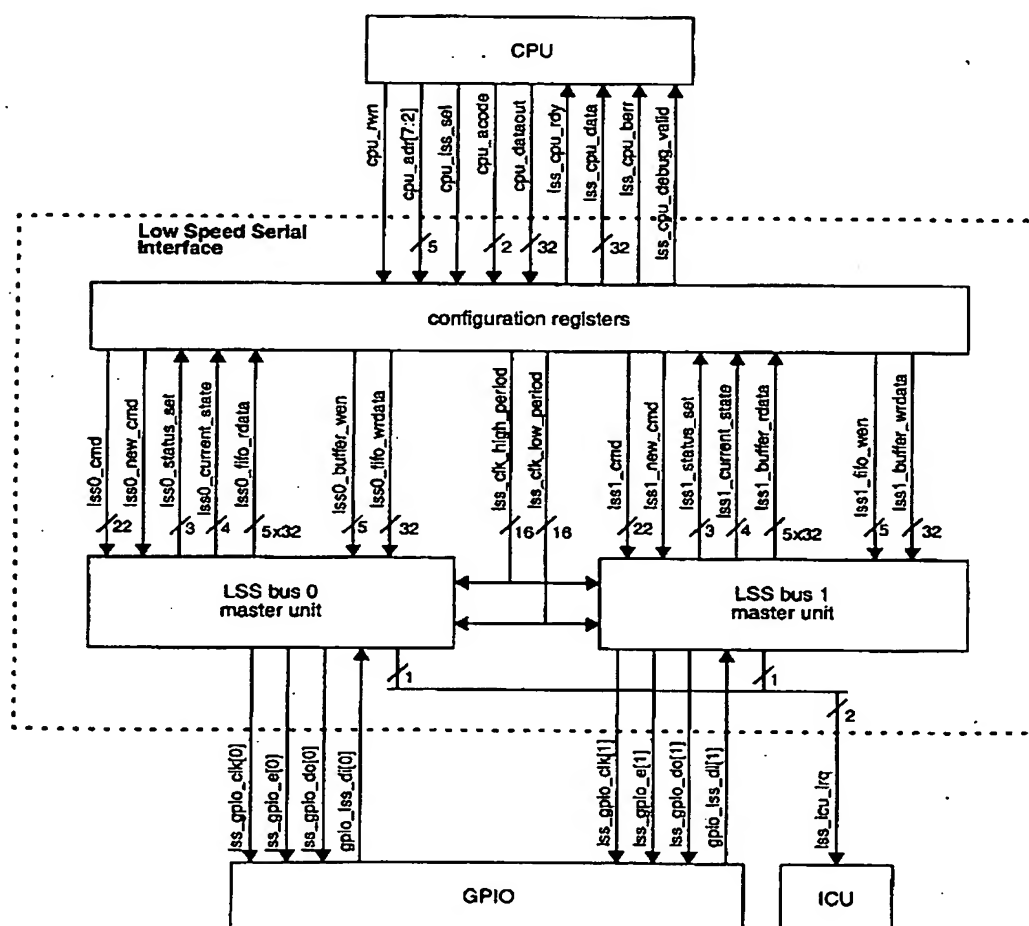 CPU
cpu_rwn
cpu_adr[7:2]
cpu_lss_sel
cpu_acode
cpu_dataout
lss_cpu_rdy
lss_cpu_data
lss_cpu_berr
lss_cpu_debug_valid
Low Speed Serial
Interface
5
2
32
32
configuration registers
lss0_cmd
lss0_new_cmd
lss0_status_set
lss0_current_state
lss0_fifo_rdata
lss0_buffer_wen
lss0_fifo_wrdata
lss_clk_high_period
lss_clk_low_period
lss1_cmd
lss1_new_cmd
lss1_status_set
lss1_current_state
lss1_buffer_rdata
lss1_fifo_wen
lss1_buffer_wrdata
22
3
4
5x32
5
32
16
16
22
3
4
5x32
5
32
LSS bus 0
master unit
LSS bus 1
master unit
1
1
2
lss_gpio_clk[0]
lss_gpio_e[0]
lss_gpio_do[0]
gpio_lss_di[0]
lss_gpio_clk[1]
lss_gpio_e[1]
lss_gpio_do[1]
gpio_lss_di[1]
lss_icu_irq
GPIO
ICU